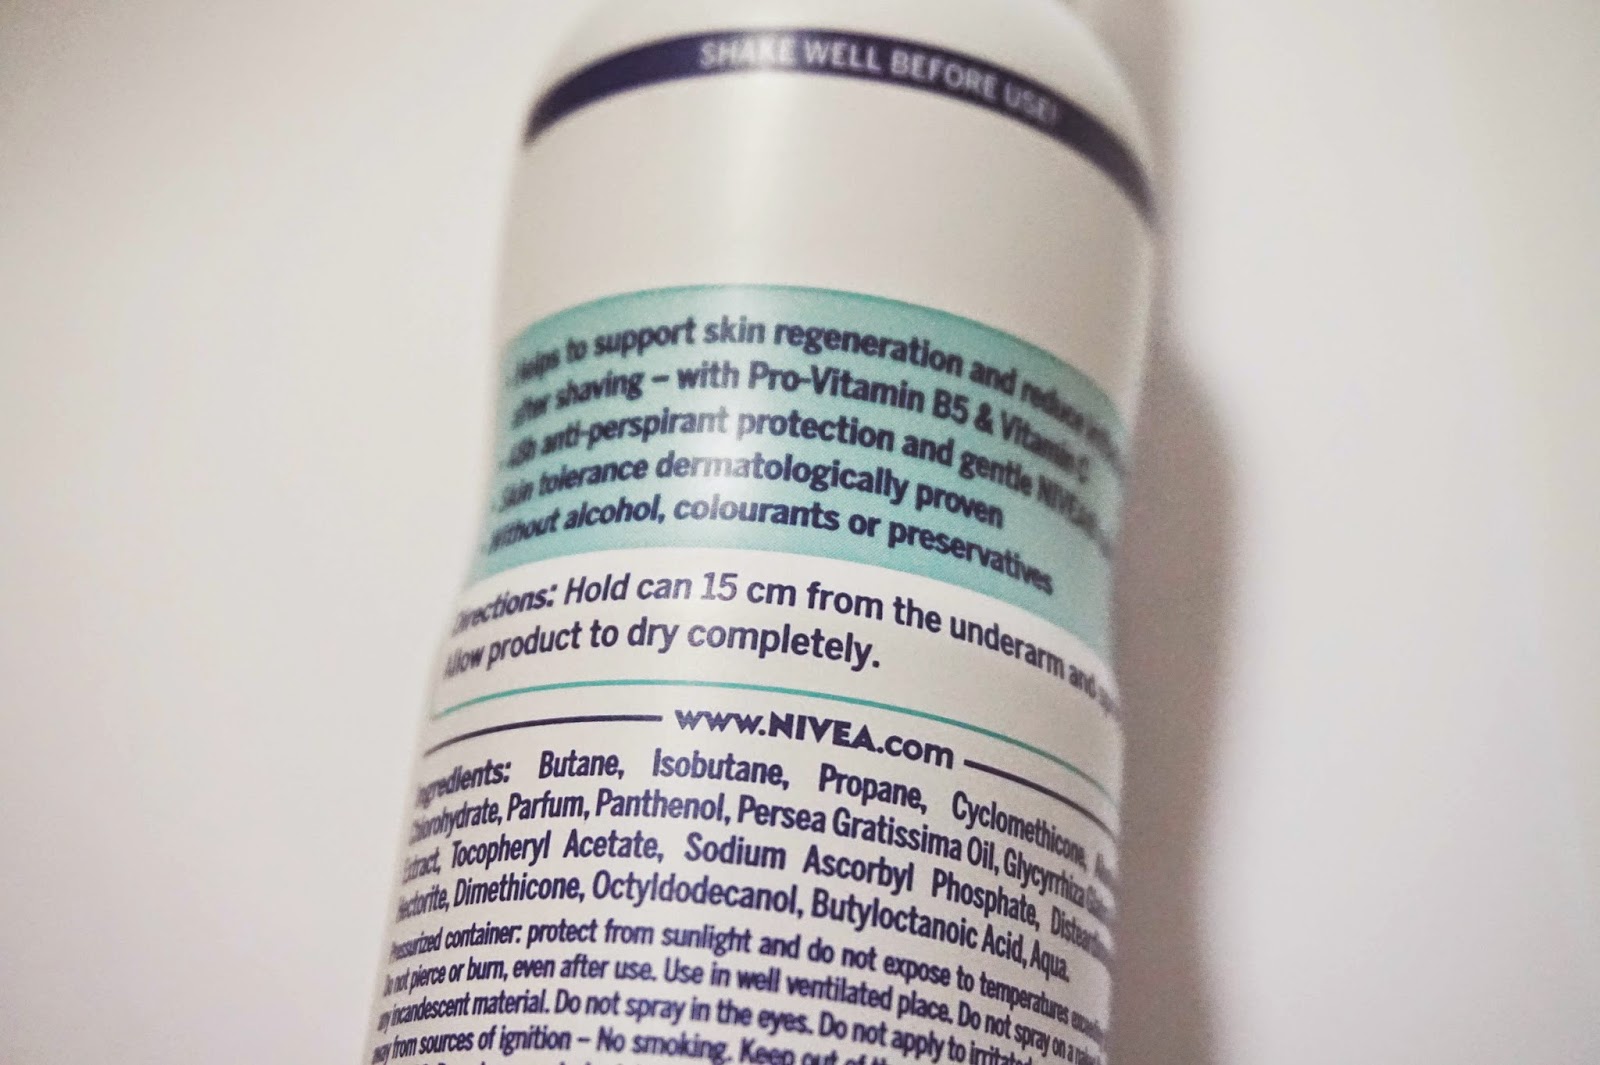 SHAKE WELL BEFORE USE!
Helps to support skin regeneration and reduce
after shaving – with Pro-Vitamin B5 & Vitamin C
48h anti-perspirant protection and gentle NIVEA
Skin tolerance dermatologically proven
Without alcohol, colourants or preservatives
Directions: Hold can 15 cm from the underarm and
Allow product to dry completely.
www.NIVEA.com
Ingredients: Butane, Isobutane, Propane, Cyclomethicone,
Chlorohydrate, Parfum, Panthenol, Persea Gratissima Oil, Glycyrrhiza
Extract, Tocopheryl Acetate, Sodium Ascorbyl Phosphate,
Hectorite, Dimethicone, Octyldodecanol, Butyloctanoic Acid, Aqua.
Pressurized container: protect from sunlight and do not expose to temperatures
Do not pierce or burn, even after use. Use in well ventilated place. Do not spray on a
any incandescent material. Do not spray in the eyes. Do not apply to
away from sources of ignition – No smoking. Keep out of